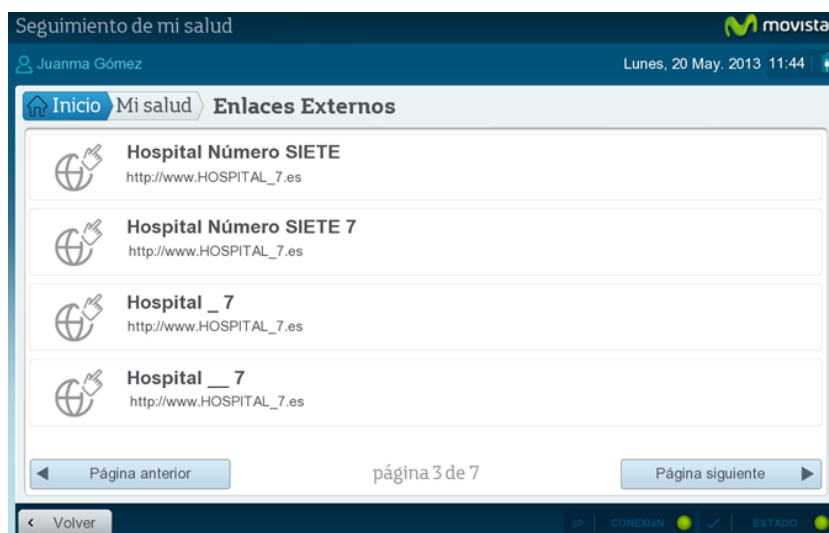 Seguimiento de mi salud
movista
Juanma Gómez
Lunes, 20 May. 2013 11:44
Inicio Mi salud Enlaces Externos
Hospital Número SIETE
http://www.HOSPITAL_7.es
Hospital Número SIETE 7
http://www.HOSPITAL_7.es
Hospital _ 7
http://www.HOSPITAL_7.es
Hospital __ 7
http://www.HOSPITAL_7.es
Página anterior
página 3 de 7
Página siguiente
Volver
CONEXIóN
ESTADO